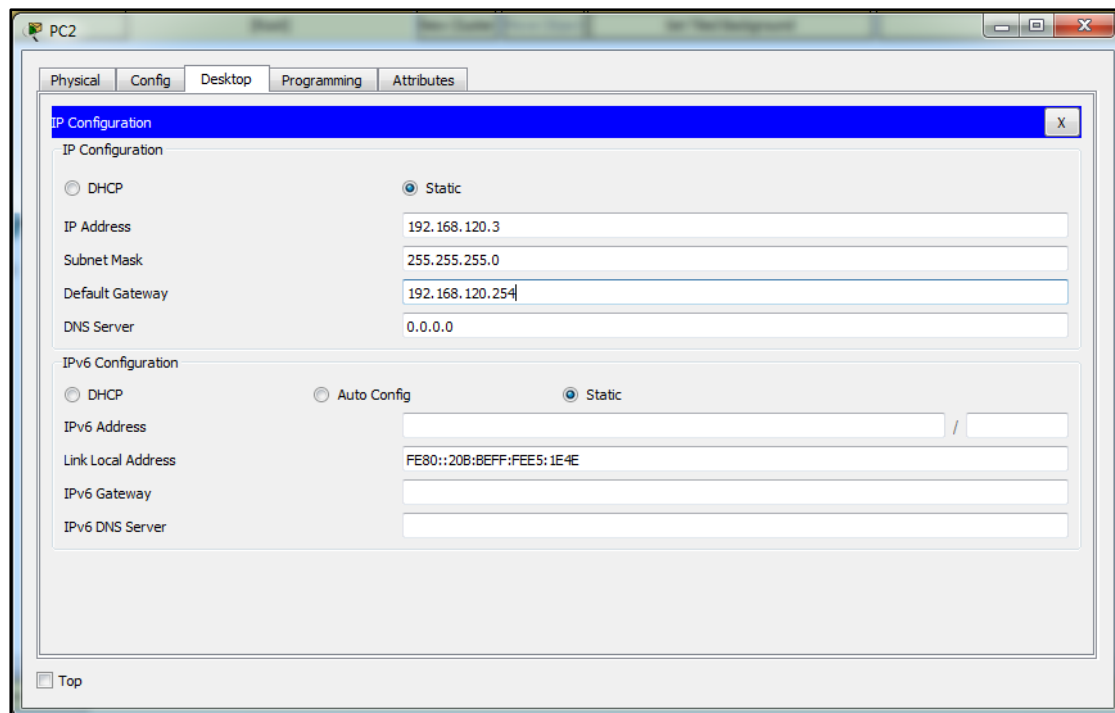 PC2
Physical Config Desktop Programming Attributes
IP Configuration X
IP Configuration
DHCP Static
IP Address 192.168.120.3
Subnet Mask 255.255.255.0
Default Gateway 192.168.120.254
DNS Server 0.0.0.0
IPv6 Configuration
DHCP Auto Config Static
IPv6 Address /
Link Local Address FE80::20B:BEFF:FEE5:1E4E
IPv6 Gateway
IPv6 DNS Server
Top